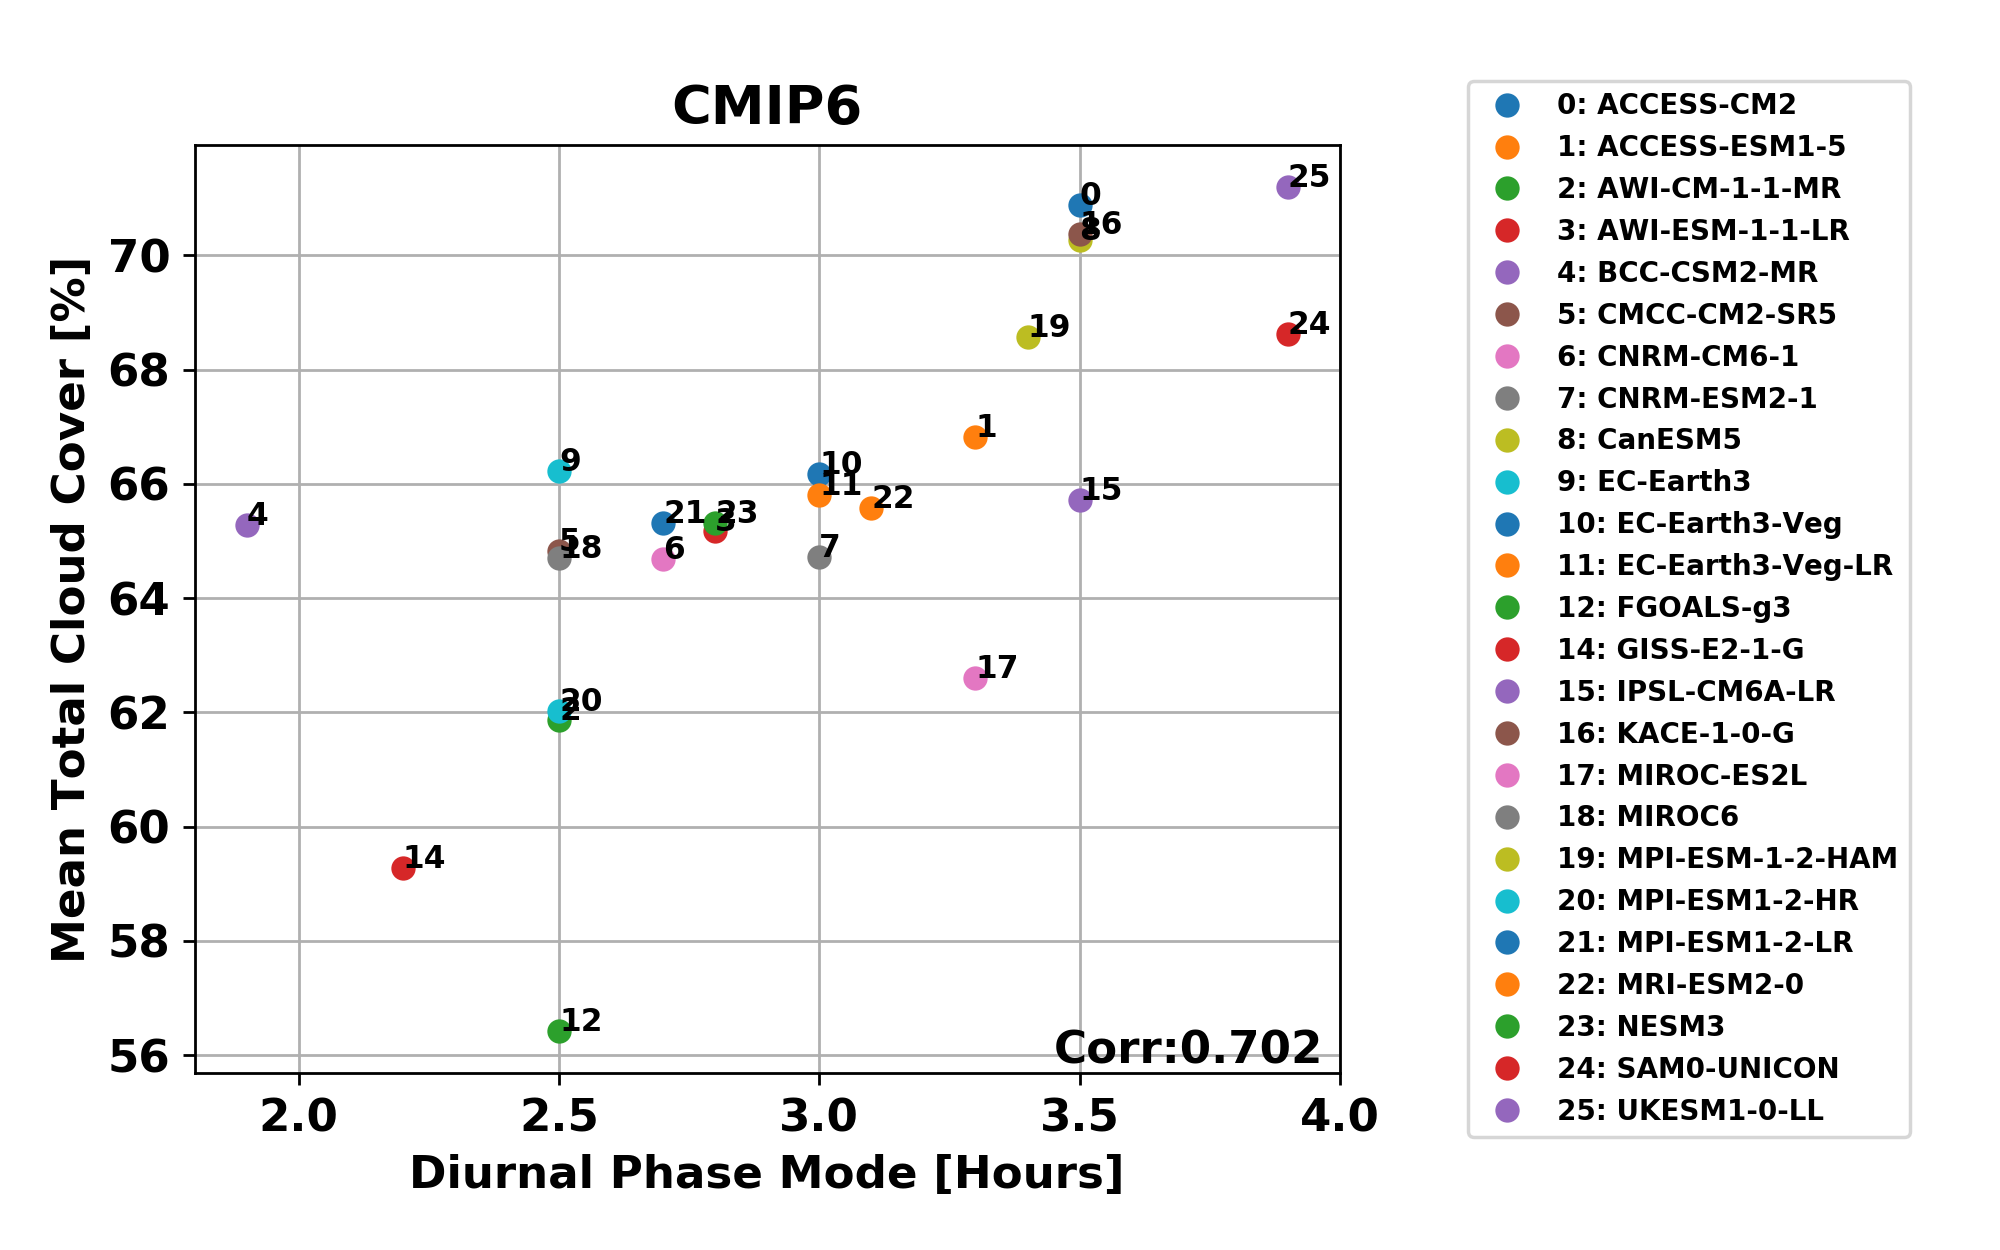 CMIP6
Mean Total Cloud Cover [%]
70
68
66
64
62
60
58
56
2.0 2.5 3.0 3.5 4.0
Diurnal Phase Mode [Hours]
25
0
16
8
24
19
1
9
10
11
15
22
4
21
23
3
5
18
6
7
17
20
2
14
12
Corr:0.702
0: ACCESS-CM2
1: ACCESS-ESM1-5
2: AWI-CM-1-1-MR
3: AWI-ESM-1-1-LR
4: BCC-CSM2-MR
5: CMCC-CM2-SR5
6: CNRM-CM6-1
7: CNRM-ESM2-1
8: CanESM5
9: EC-Earth3
10: EC-Earth3-Veg
11: EC-Earth3-Veg-LR
12: FGOALS-g3
14: GISS-E2-1-G
15: IPSL-CM6A-LR
16: KACE-1-0-G
17: MIROC-ES2L
18: MIROC6
19: MPI-ESM-1-2-HAM
20: MPI-ESM1-2-HR
21: MPI-ESM1-2-LR
22: MRI-ESM2-0
23: NESM3
24: SAM0-UNICON
25: UKESM1-0-LL